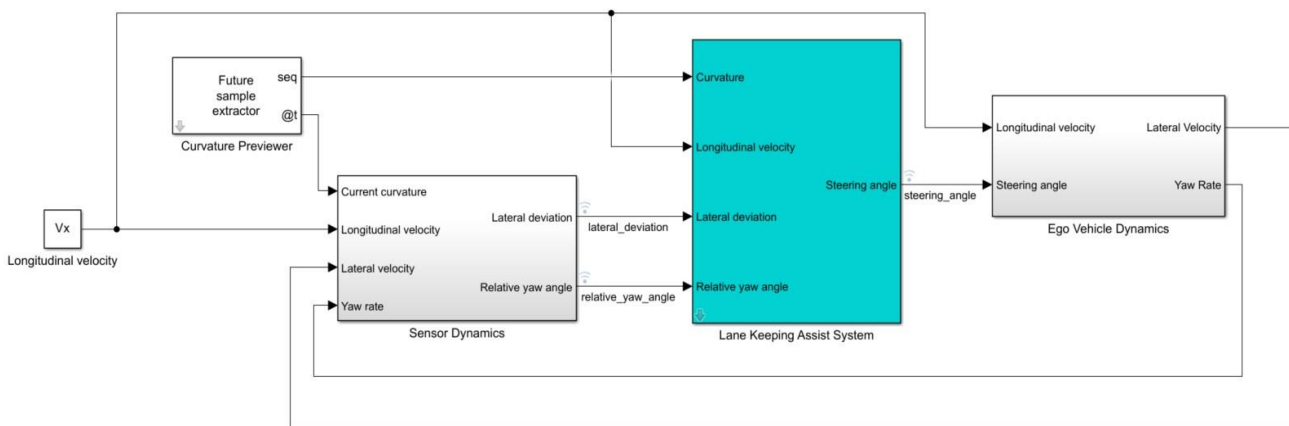 Future
sample
extractor
seq
@t
Curvature Previewer
Vx
Longitudinal velocity
Current curvature
Longitudinal velocity
Lateral velocity
Yaw rate
Lateral deviation
Relative yaw angle
Sensor Dynamics
lateral_deviation
relative_yaw_angle
Curvature
Longitudinal velocity
Lateral deviation
Relative yaw angle
Steering angle
Lane Keeping Assist System
steering_angle
Longitudinal velocity
Steering angle
Lateral Velocity
Yaw Rate
Ego Vehicle Dynamics